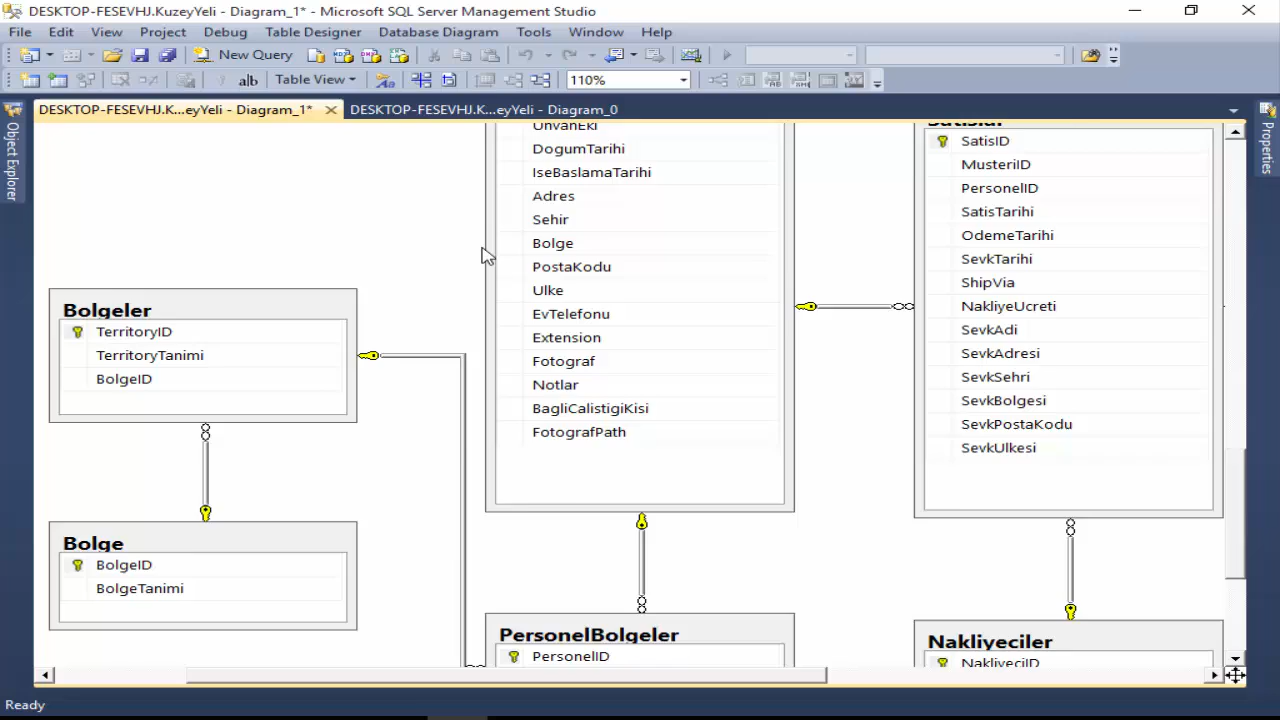 DESKTOP-FESEVHJ.KuzeyYeli - Diagram_1* - Microsoft SQL Server Management Studio
File Edit View Project Debug Table Designer Database Diagram Tools Window Help
New Query
Table View 110%
DESKTOP-FESEVHJ.K...eyYeli - Diagram_1* DESKTOP-FESEVHJ.K...eyYeli - Diagram_0
Object Explorer
Properties
UnvanEki
DogumTarihi
IseBaslamaTarihi
Adres
Sehir
Bolge
PostaKodu
Ulke
EvTelefonu
Extension
Fotograf
Notlar
BagliCalistigiKisi
FotografPath
Satislar
SatisID
MusteriID
PersonelID
SatisTarihi
OdemeTarihi
SevkTarihi
ShipVia
NakliyeUcreti
SevkAdi
SevkAdresi
SevkSehri
SevkBolgesi
SevkPostaKodu
SevkUlkesi
Bolgeler
TerritoryID
TerritoryTanimi
BolgeID
Bolge
BolgeID
BolgeTanimi
PersonelBolgeler
PersonelID
Nakliyeciler
NakliyeciID
Ready